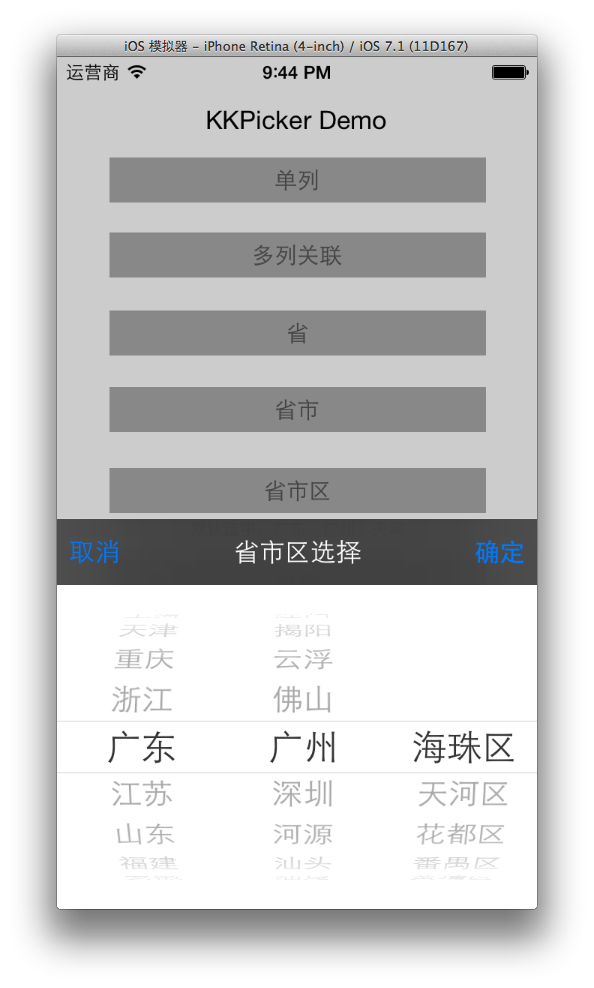 iOS 模拟器 - iPhone Retina (4-inch) / iOS 7.1 (11D167)
运营商 9:44 PM
KKPicker Demo
单列
多列关联
省
省市
省市区
取消 省市区选择 确定
天津 揭阳
重庆 云浮
浙江 佛山
广东 广州 海珠区
江苏 深圳 天河区
山东 河源 花都区
福建 汕头 番禺区